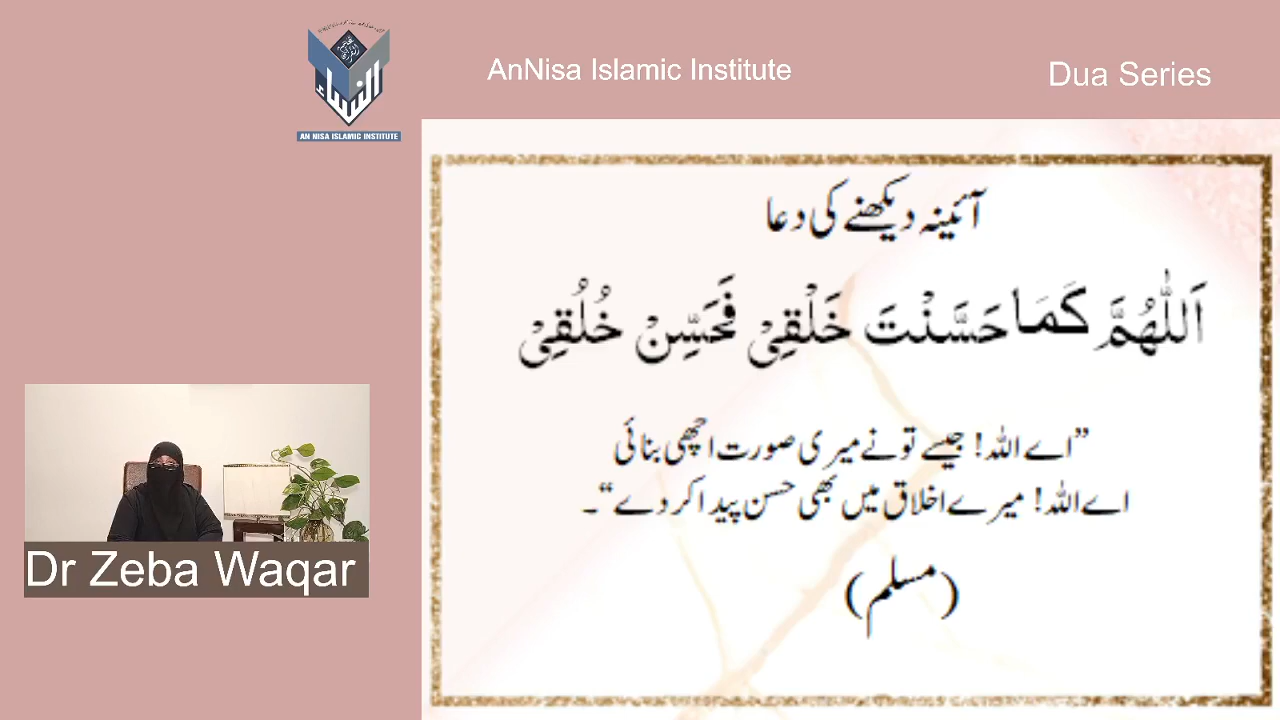 AnNisa Islamic Institute
Dua Series
النساء
AN NISA ISLAMIC INSTITUTE
آئینہ دیکھنے کی دعا
اَللّٰهُمَّ كَمَا حَسَّنْتَ خَلْقِیْ فَحَسِّنْ خُلُقِیْ
”اے اللہ! جیسے تو نے میری صورت اچھی بنائی
اے اللہ! میرے اخلاق میں بھی حسن پیدا کر دے“۔
(مسلم)
Dr Zeba Waqar